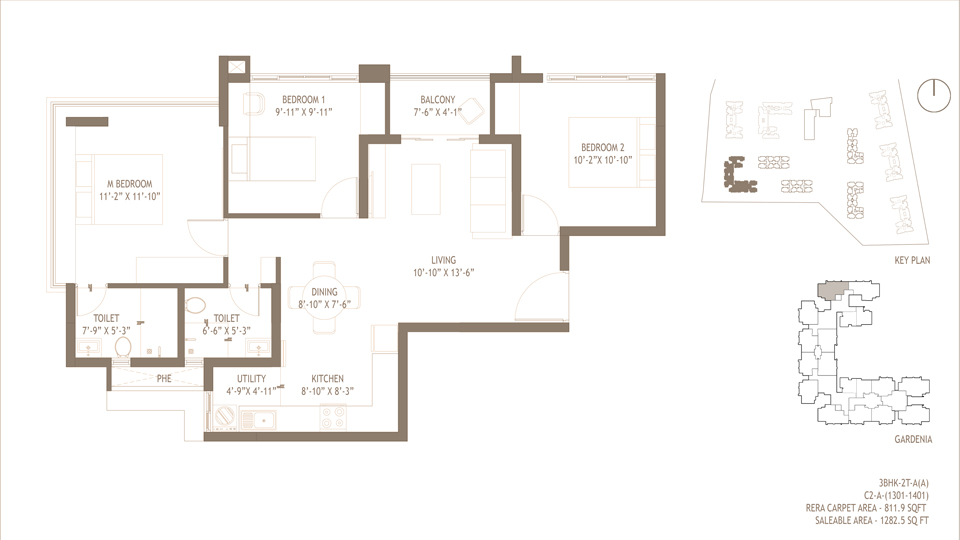 BEDROOM 1
9'-11" X 9'-11"
BALCONY
7'-6" X 4'-1"
BEDROOM 2
10'-2"X 10'-10"
M BEDROOM
11'-2" X 11'-10"
LIVING
10'-10" X 13'-6"
DINING
8'-10" X 7'-6"
TOILET
7'-9" X 5'-3"
TOILET
6'-6" X 5'-3"
PHE
UTILITY
4'-9"X 4'-11"
KITCHEN
8'-10" X 8'-3"
KEY PLAN
GARDENIA
3BHK-2T-A(A)
C2-A-(1301-1401)
RERA CARPET AREA - 811.9 SQFT
SALEABLE AREA - 1282.5 SQ FT